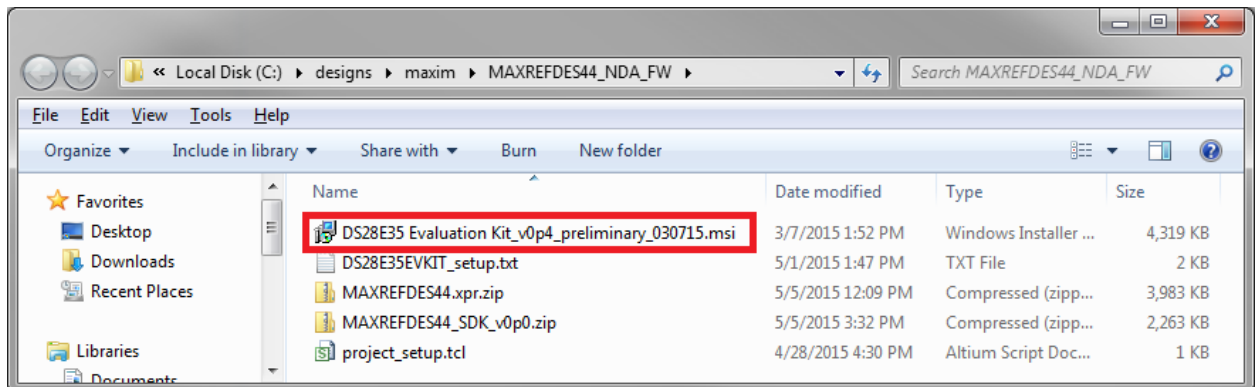 « Local Disk (C:) ▸ designs ▸ maxim ▸ MAXREFDES44_NDA_FW ▸ Search MAXREFDES44_NDA_FW
File Edit View Tools Help
Organize Include in library Share with Burn New folder
Favorites Name Date modified Type Size
Desktop DS28E35 Evaluation Kit_v0p4_preliminary_030715.msi 3/7/2015 1:52 PM Windows Installer ... 4,319 KB
Downloads DS28E35EVKIT_setup.txt 5/1/2015 1:47 PM TXT File 2 KB
Recent Places MAXREFDES44.xpr.zip 5/5/2015 12:09 PM Compressed (zipp... 3,983 KB
MAXREFDES44_SDK_v0p0.zip 5/5/2015 3:32 PM Compressed (zipp... 2,263 KB
Libraries project_setup.tcl 4/28/2015 4:30 PM Altium Script Doc... 1 KB
Documents